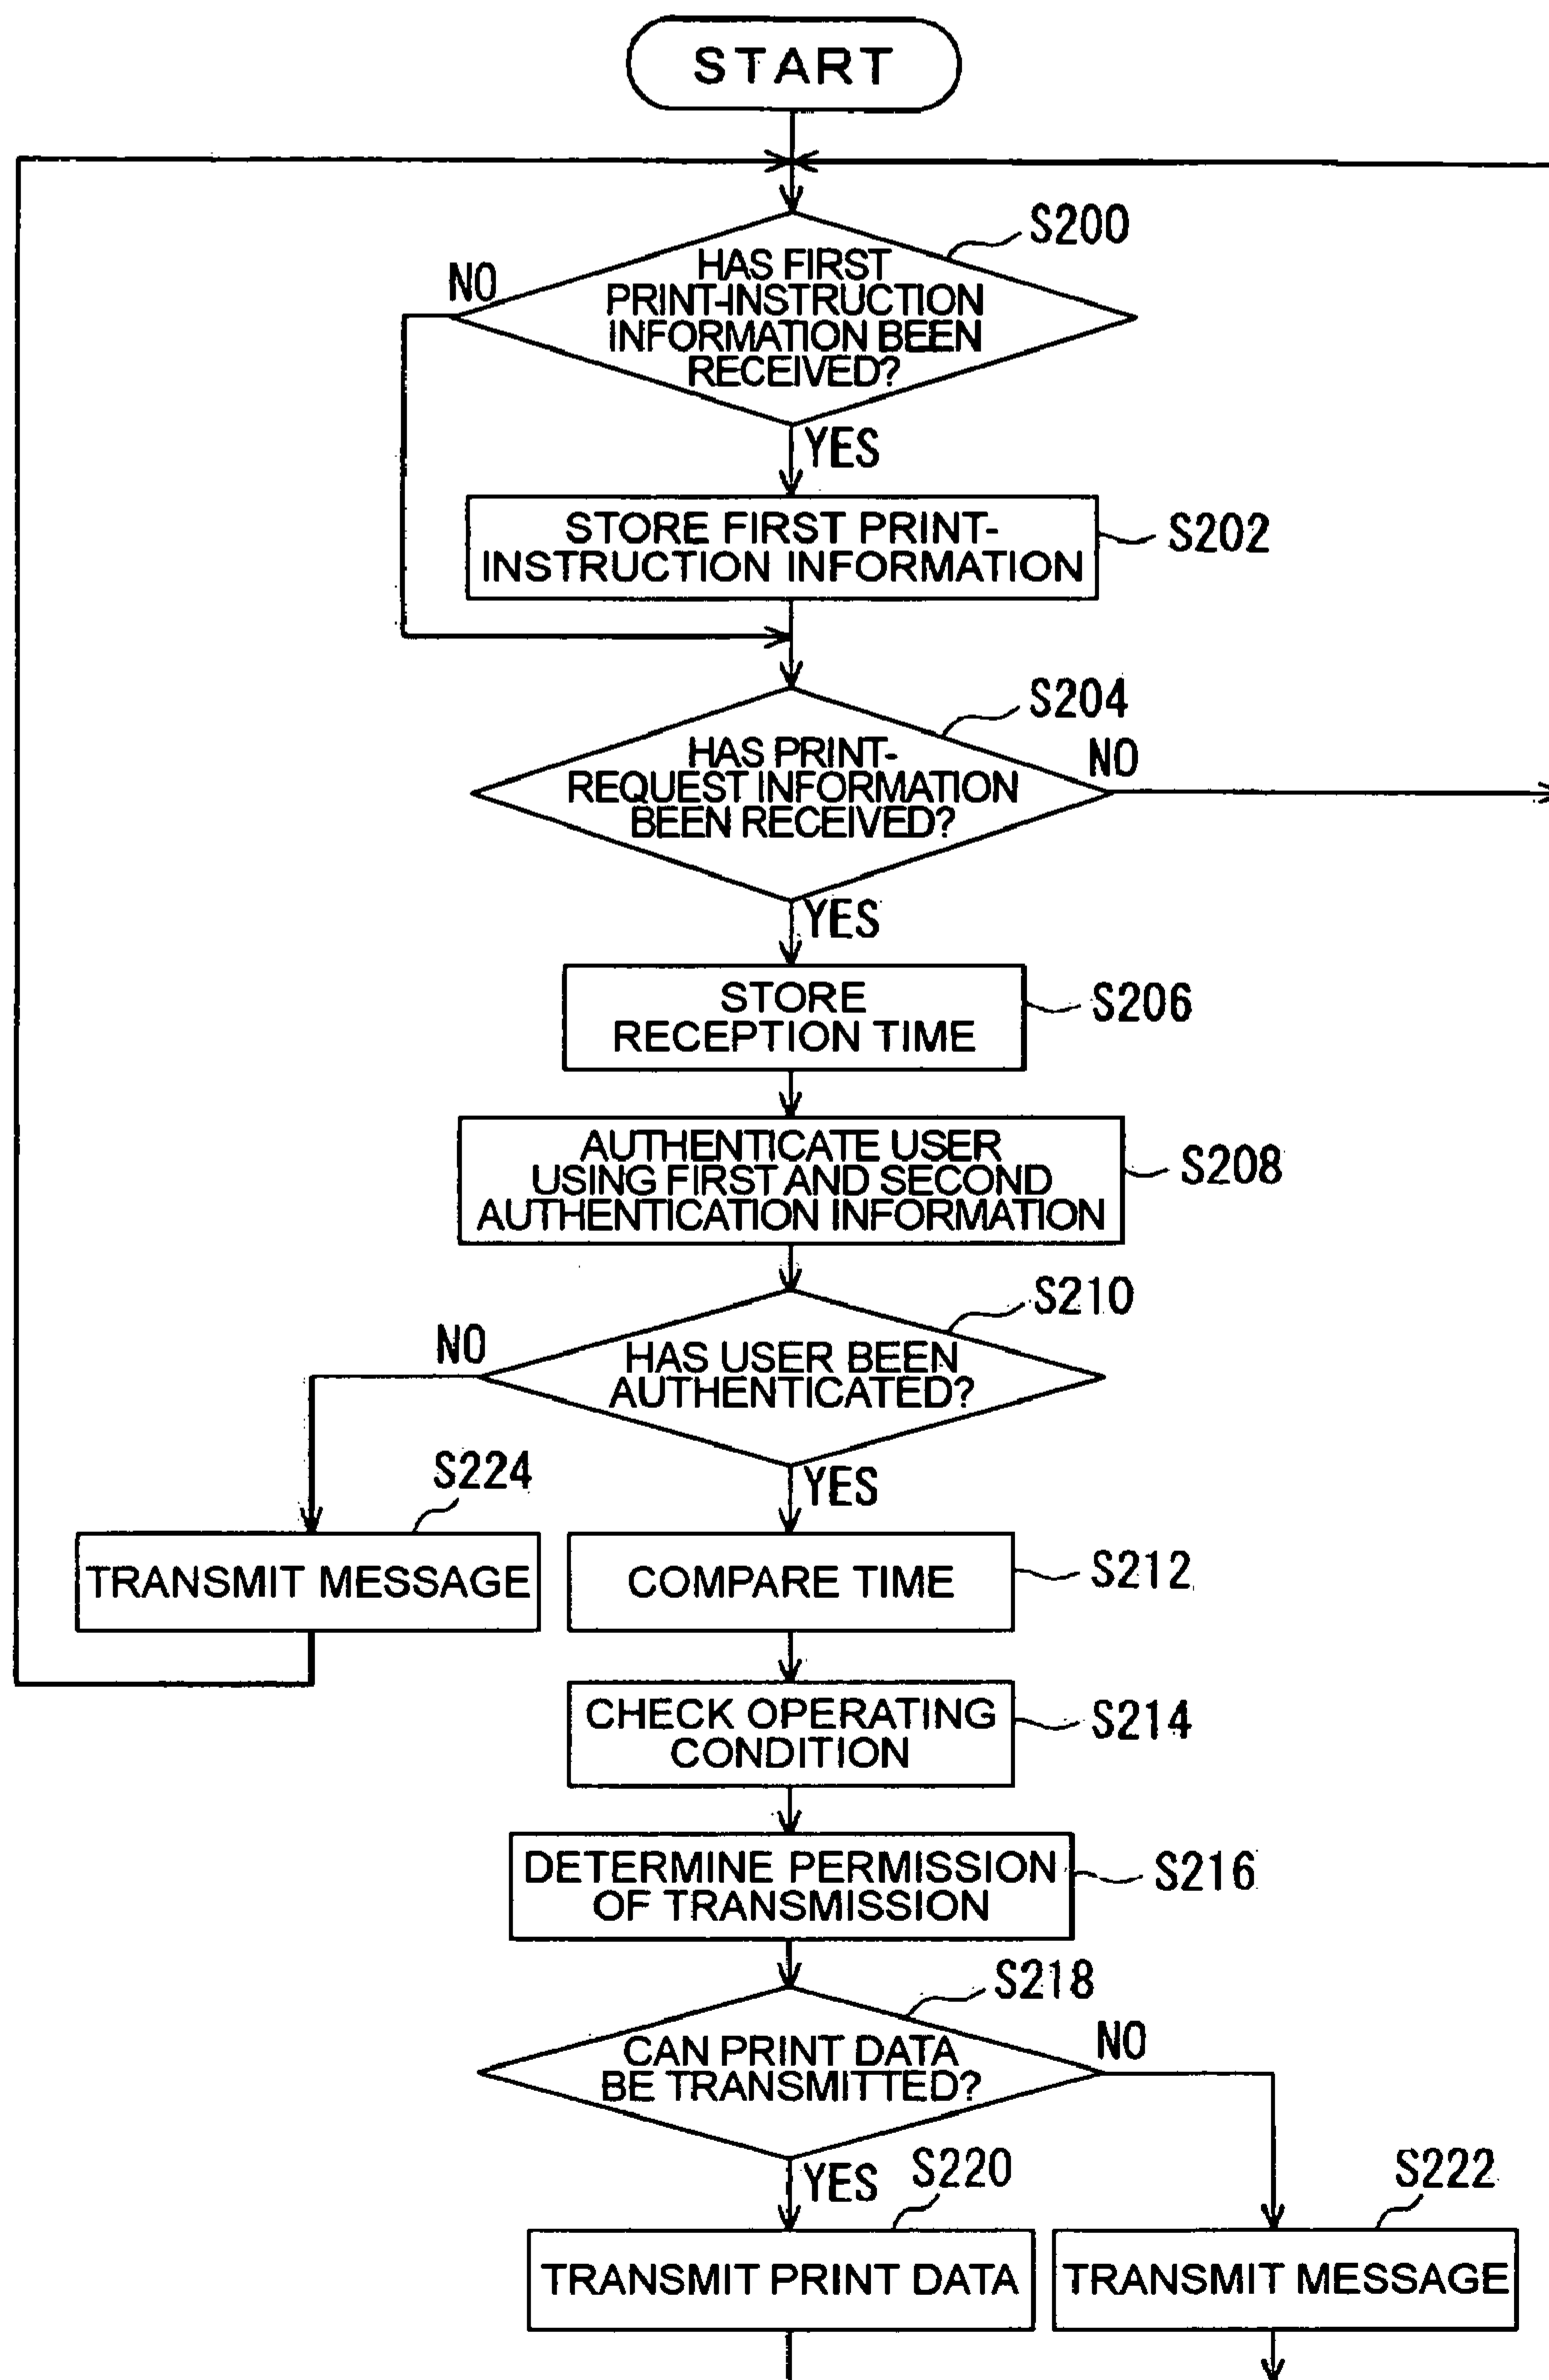 START
S200
NO
HAS FIRST
PRINT-INSTRUCTION
INFORMATION BEEN
RECEIVED?
YES
STORE FIRST PRINT-
INSTRUCTION INFORMATION
S202
S204
HAS PRINT-
REQUEST INFORMATION
BEEN RECEIVED?
NO
YES
STORE
RECEPTION TIME
S206
AUTHENTICATE USER
USING FIRST AND SECOND
AUTHENTICATION INFORMATION
S208
S210
NO
HAS USER BEEN
AUTHENTICATED?
YES
S224
TRANSMIT MESSAGE
COMPARE TIME
S212
CHECK OPERATING
CONDITION
S214
DETERMINE PERMISSION
OF TRANSMISSION
S216
S218
CAN PRINT DATA
BE TRANSMITTED?
NO
YES
S220
S222
TRANSMIT PRINT DATA
TRANSMIT MESSAGE